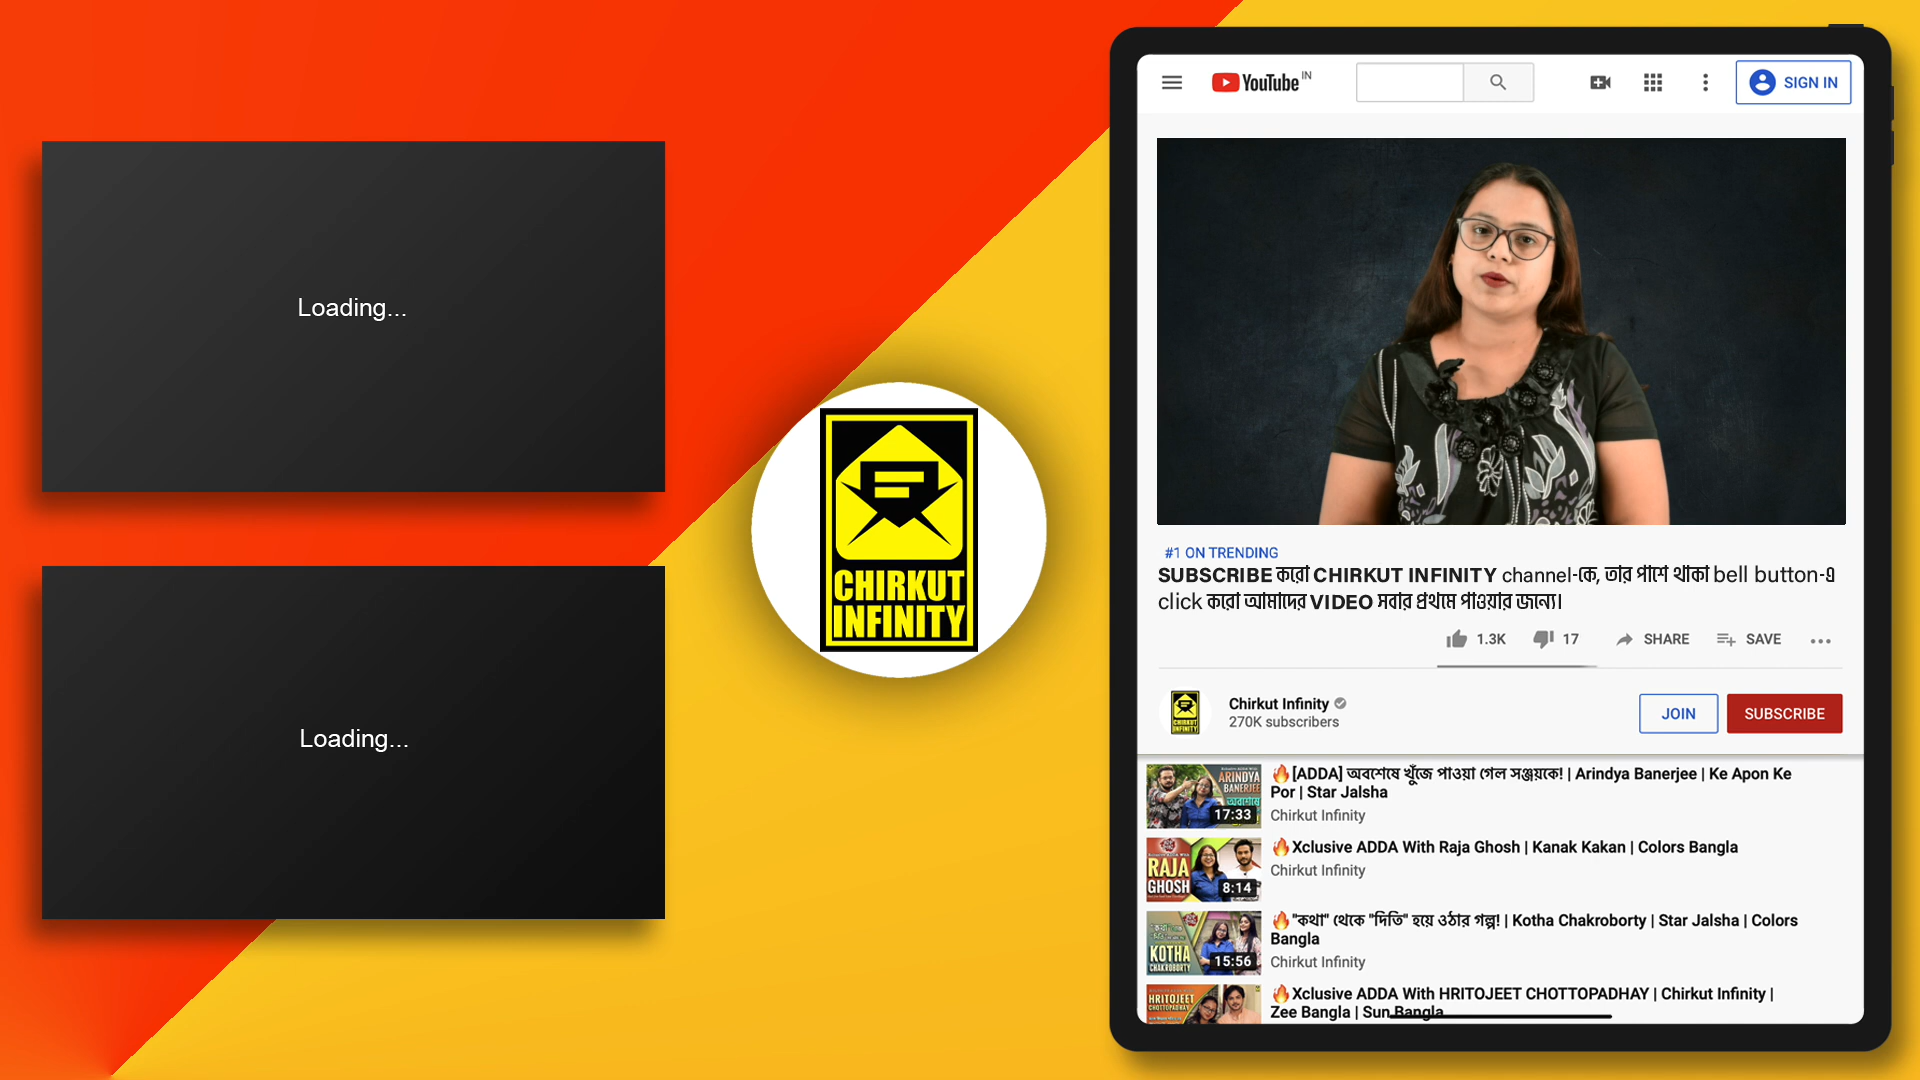 Loading...
Loading...
CHIRKUT
INFINITY
YouTube IN
SIGN IN
#1 ON TRENDING
SUBSCRIBE করো CHIRKUT INFINITY channel-কে, তার পাশে থাকা bell button-এ
click করো আমাদের VIDEO সবার প্রথমে পাওয়ার জন্যে।
1.3K 17 SHARE SAVE
CHIRKUT
INFINITY
Chirkut Infinity
270K subscribers
JOIN SUBSCRIBE
ARINDYA
BANERJEE
অবশেষে
17:33
🔥[ADDA] অবশেষে খুঁজে পাওয়া গেল সঞ্জয়কে! | Arindya Banerjee | Ke Apon Ke
Por | Star Jalsha
Chirkut Infinity
RAJA
GHOSH
8:14
🔥Xclusive ADDA With Raja Ghosh | Kanak Kakan | Colors Bangla
Chirkut Infinity
KOTHA
CHAKROBORTY
15:56
🔥"কথা" থেকে "দিতি" হয়ে ওঠার গল্প! | Kotha Chakroborty | Star Jalsha | Colors
Bangla
Chirkut Infinity
HRITOJEET
CHOTTOPADHAY
🔥Xclusive ADDA With HRITOJEET CHOTTOPADHAY | Chirkut Infinity |
Zee Bangla | Sun Bangla